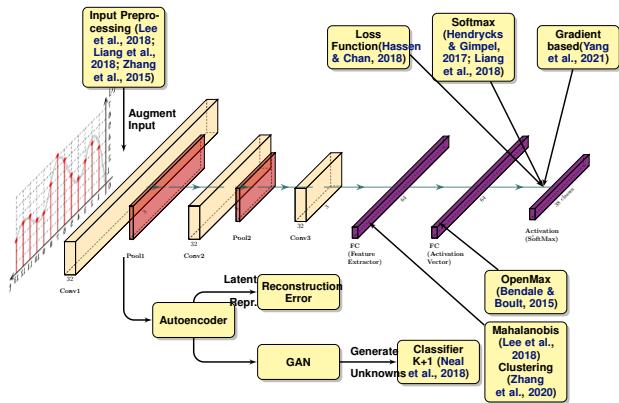 Input Prepro-
cessing (Lee
et al., 2018;
Liang et al.,
2018; Zhang
et al., 2015)
Loss
Function(Hassen
& Chan, 2018)
Softmax
(Hendrycks
& Gimpel,
2017; Liang
et al., 2018)
Gradient
based(Yang
et al., 2021)
Augment
Input
32
Conv1
3
Pool1
32
Conv2
Pool2
32
3
Conv3
64
FC (Feature
Extractor)
64
FC (Activation
Vector)
Activation
(SoftMax)
Latent
Repr.
Reconstruction
Error
Autoencoder
GAN
Generate
Unknowns
Classifier
K+1 (Neal
et al., 2018)
OpenMax
(Bendale &
Boult, 2015)
Mahalanobis
(Lee et al.,
2018)
Clustering
(Zhang
et al., 2020)